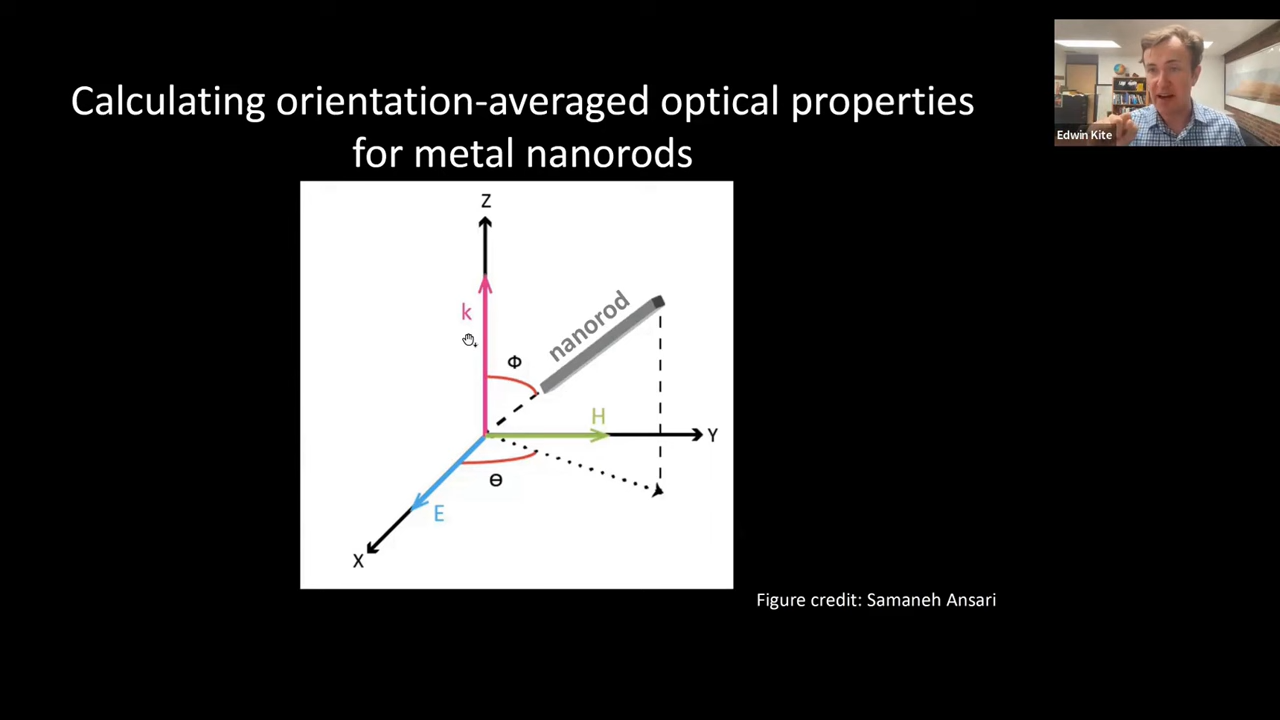 Calculating orientation-averaged optical properties
for metal nanorods
Edwin Kite
Z
k
nanorod
Φ
H
Y
Θ
E
X
Figure credit: Samaneh Ansari